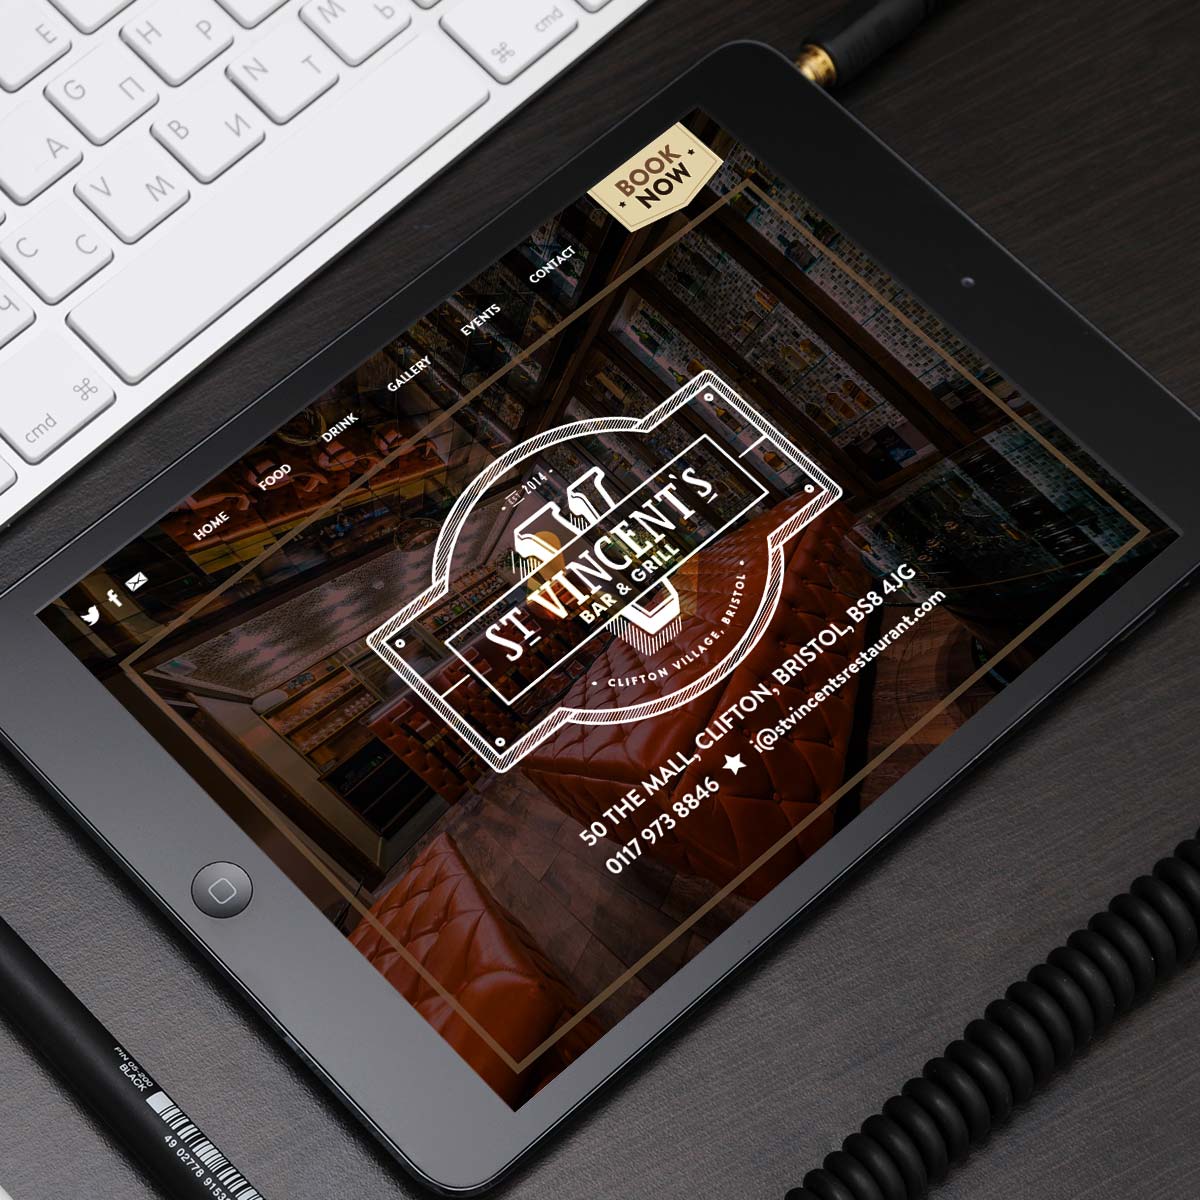 E
Н Р
M Ь
⌘ cmd
G П
N Т
A
B И
V М
C С
Ч
⌘
cmd
BOOK
NOW
HOME FOOD DRINK GALLERY EVENTS CONTACT
EST 2014
ST VINCENT'S
BAR & GRILL
• CLIFTON VILLAGE, BRISTOL •
50 THE MALL, CLIFTON, BRISTOL, BS8 4JG
0117 973 8846 ★ i@stvincentsrestaurant.com
PIN 05-200
BLACK
49 02778 9153